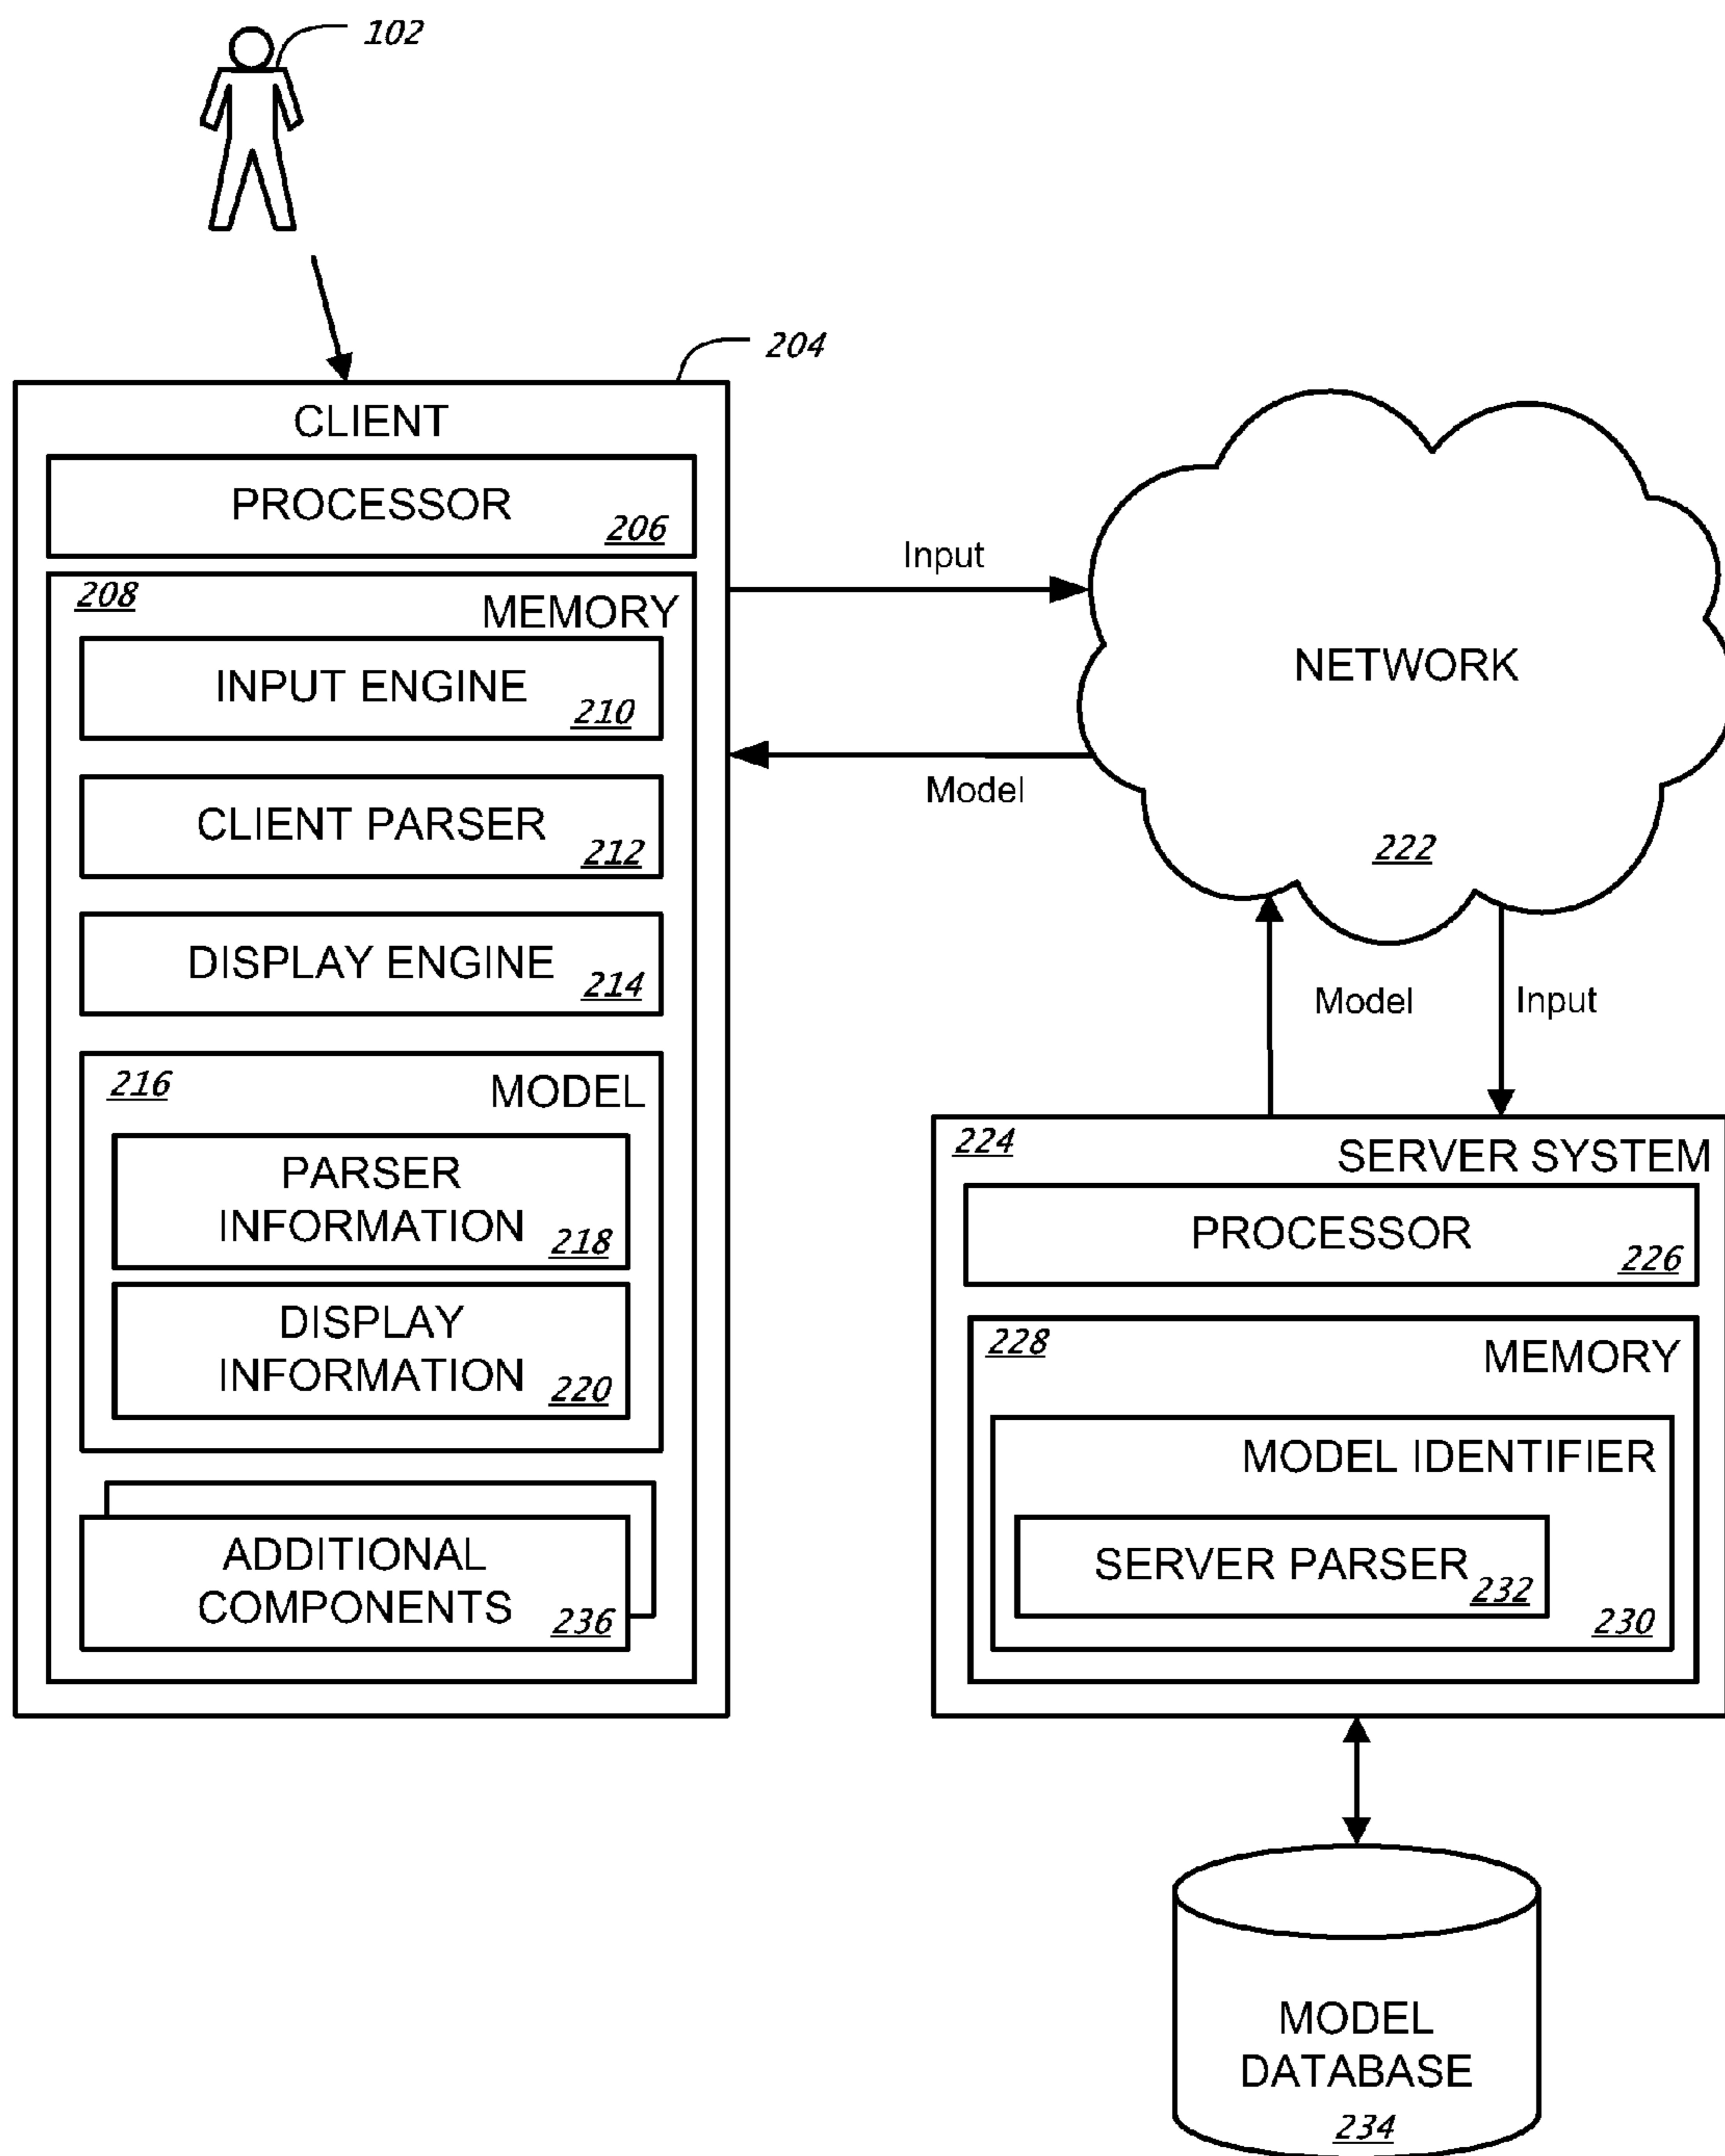 102
204
CLIENT
PROCESSOR
206
208
MEMORY
INPUT ENGINE
210
CLIENT PARSER
212
DISPLAY ENGINE
214
216
MODEL
PARSER
INFORMATION
218
DISPLAY
INFORMATION
220
ADDITIONAL
COMPONENTS
236
Input
Model
NETWORK
222
Model
Input
224
SERVER SYSTEM
PROCESSOR
226
228
MEMORY
MODEL IDENTIFIER
SERVER PARSER
232
230
MODEL
DATABASE
234